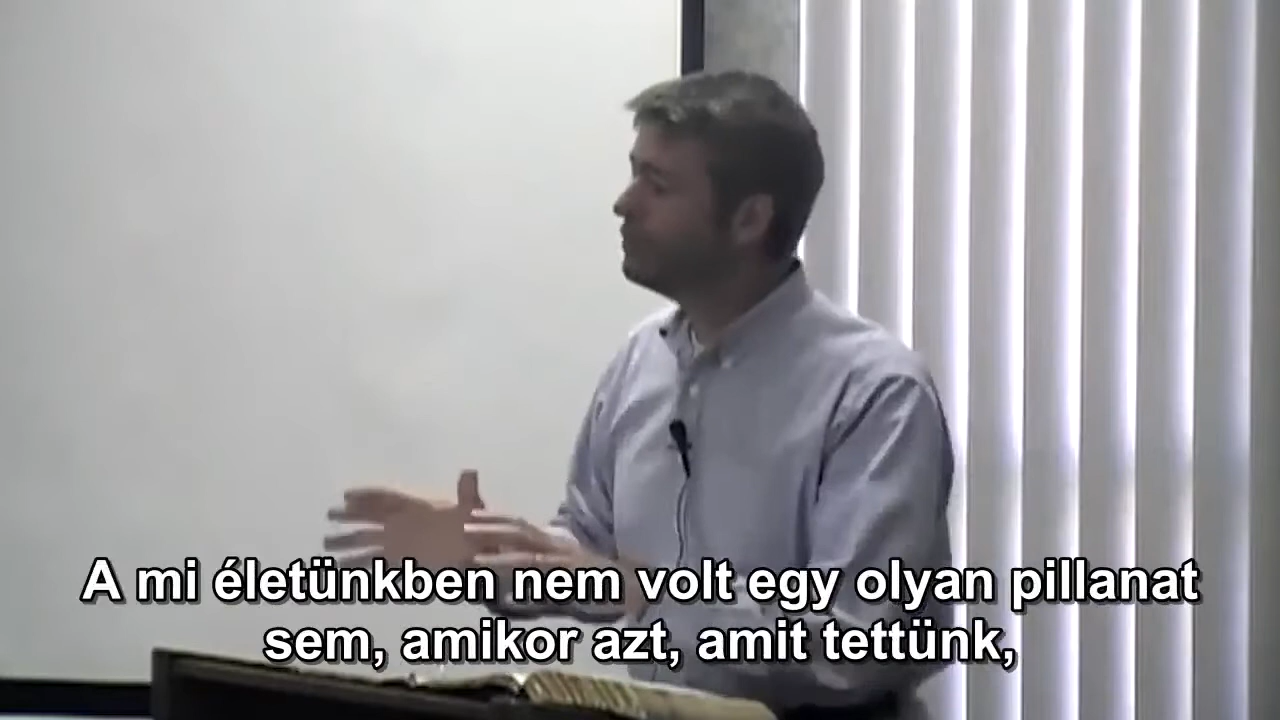 A mi életünkben nem volt egy olyan pillanat
sem, amikor azt, amit tettünk,